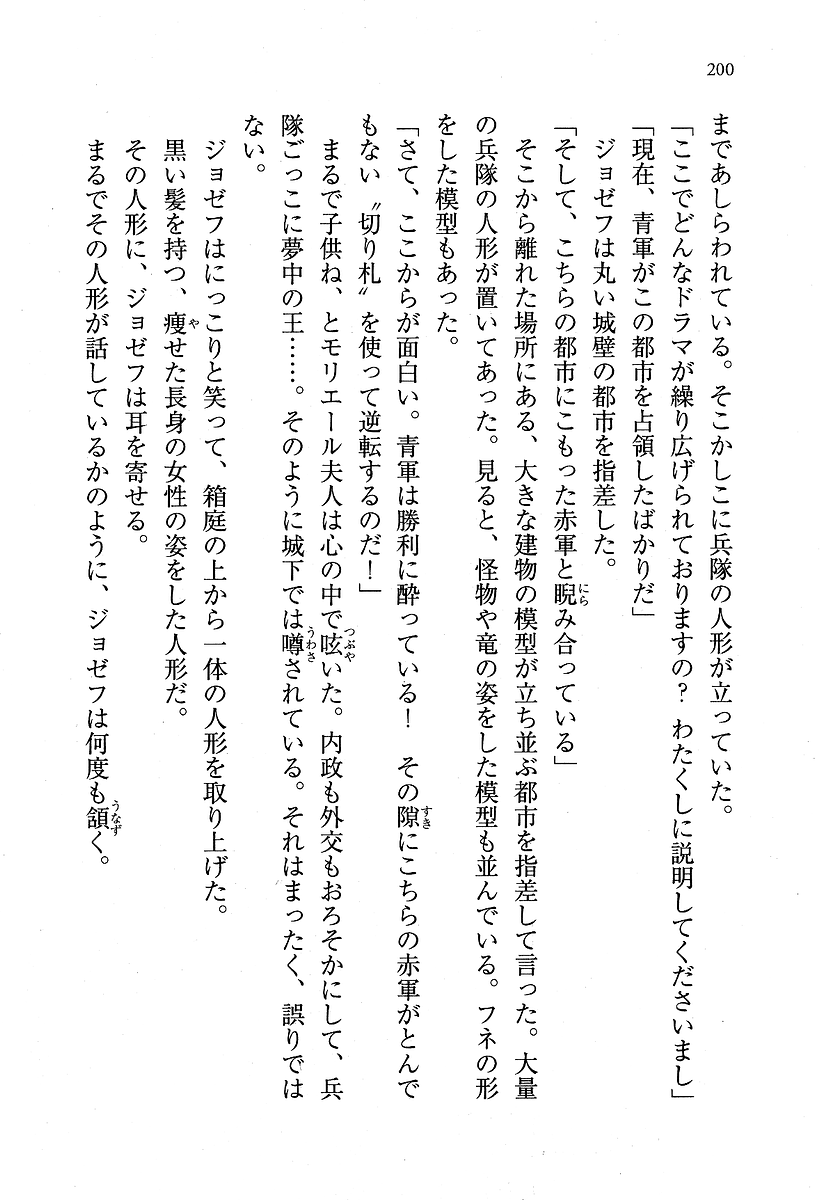 200
まであしらわれている。そこかしこに兵隊の人形が立っていた。
「ここでどんなドラマが繰り広げられておりますの？　わたくしに説明してくださいまし」
「現在、青軍がこの都市を占領したばかりだ」
ジョゼフは丸い城壁の都市を指差した。
「そして、こちらの都市にこもった赤軍と睨み合っている」
そこから離れた場所にある、大きな建物の模型が立ち並ぶ都市を指差して言った。大量
の兵隊の人形が置いてあった。見ると、怪物や竜の姿をした模型も並んでいる。フネの形
をした模型もあった。
「さて、ここからが面白い。青軍は勝利に酔っている！　その隙にこちらの赤軍がとんで
もない〝切り札〟を使って逆転するのだ！」
まるで子供ね、とモリエール夫人は心の中で呟いた。内政も外交もおろそかにして、兵
隊ごっこに夢中の王……。そのように城下では噂されている。それはまったく、誤りでは
ない。
ジョゼフはにっこりと笑って、箱庭の上から一体の人形を取り上げた。
黒い髪を持つ、痩せた長身の女性の姿をした人形だ。
その人形に、ジョゼフは耳を寄せる。
まるでその人形が話しているかのように、ジョゼフは何度も頷く。